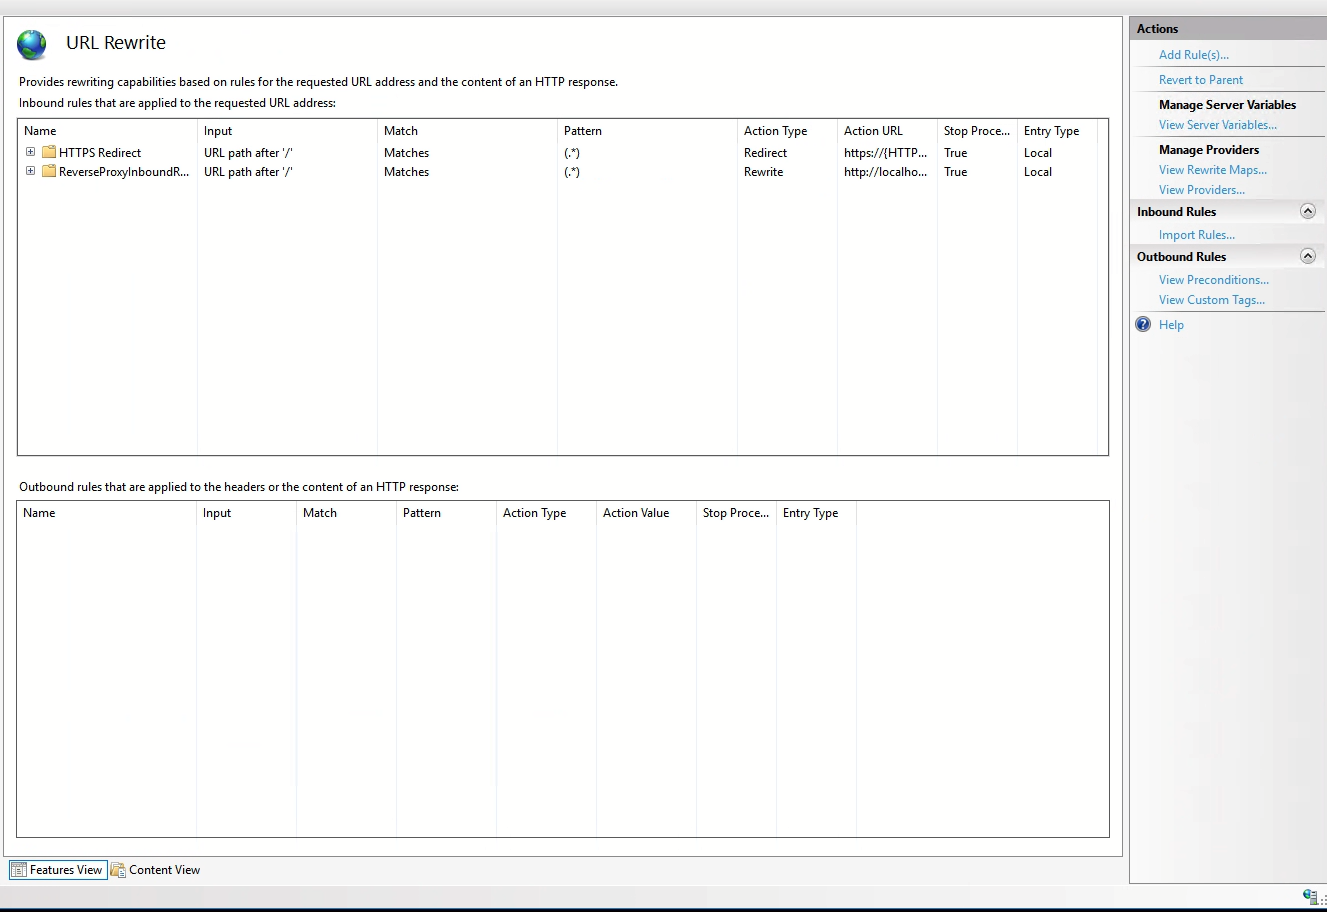 URL Rewrite
Provides rewriting capabilities based on rules for the requested URL address and the content of an HTTP response.
Inbound rules that are applied to the requested URL address:
Name Input Match Pattern Action Type Action URL Stop Proce... Entry Type
HTTPS Redirect URL path after '/' Matches (.*) Redirect https://{HTTP... True Local
ReverseProxyInboundR... URL path after '/' Matches (.*) Rewrite http://localho... True Local
Outbound rules that are applied to the headers or the content of an HTTP response:
Name Input Match Pattern Action Type Action Value Stop Proce... Entry Type
Features View Content View
Actions
Add Rule(s)...
Revert to Parent
Manage Server Variables
View Server Variables...
Manage Providers
View Rewrite Maps...
View Providers...
Inbound Rules
Import Rules...
Outbound Rules
View Preconditions...
View Custom Tags...
? Help